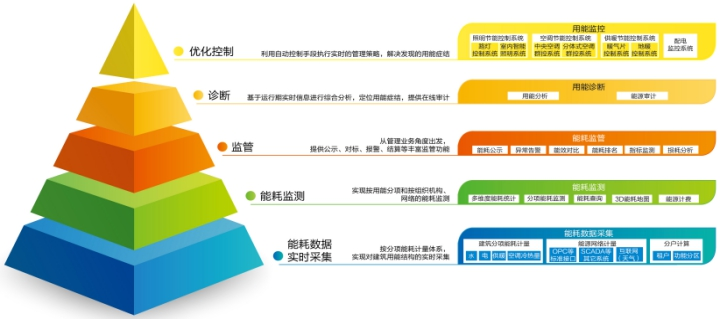 用能监控
照明节能控制系统
路灯
控制系统
室内智能
照明系统
空调节能控制系统
中央空调
群控系统
分体式空调
群控系统
供暖节能控制系统
暖气片
控制系统
地暖
控制系统
配电
监控系统
优化控制
利用自动控制手段执行实时的管理策略，解决发现的用能症结
用能诊断
用能分析
能源审计
诊断
基于运行期实时信息进行综合分析，定位用能症结，提供在线审计
能耗监管
能耗公示
异常告警
能效对比
能耗排名
指标监测
损耗分析
监管
从管理业务角度出发，
提供公示、对标、报警、结算等丰富监管功能
能耗监测
多维度能耗统计
分项能耗监测
能耗查询
3D能耗地图
能源计费
能耗监测
实现按用能分项和按组织机构、
网络的能耗监测
能耗数据采集
建筑分项能耗计量
水
电
供暖
空调冷热量
能源网络计量
OPC等
标准接口
SCADA等
其它系统
互联网
（天气）
分户计算
租户
功能分区
能耗数据
实时采集
按分项能耗计量体系，
实现对建筑用能结构的实时采集